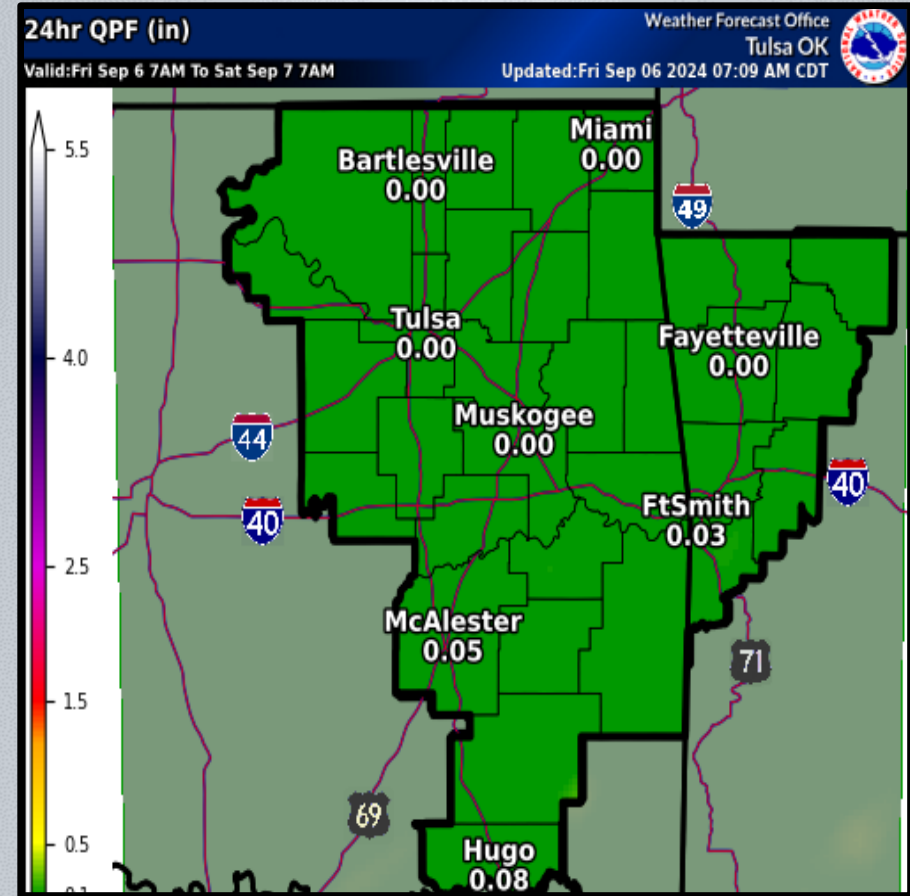 24hr QPF (in)
Weather Forecast Office
Tulsa OK
Valid:Fri Sep 6 7AM To Sat Sep 7 7AM
Updated:Fri Sep 06 2024 07:09 AM CDT
5.5
4.0
2.5
1.5
0.5
0.1
Miami
0.00
Bartlesville
0.00
49
Tulsa
0.00
Fayetteville
0.00
Muskogee
0.00
44
40
40
FtSmith
0.03
McAlester
0.05
71
69
Hugo
0.08